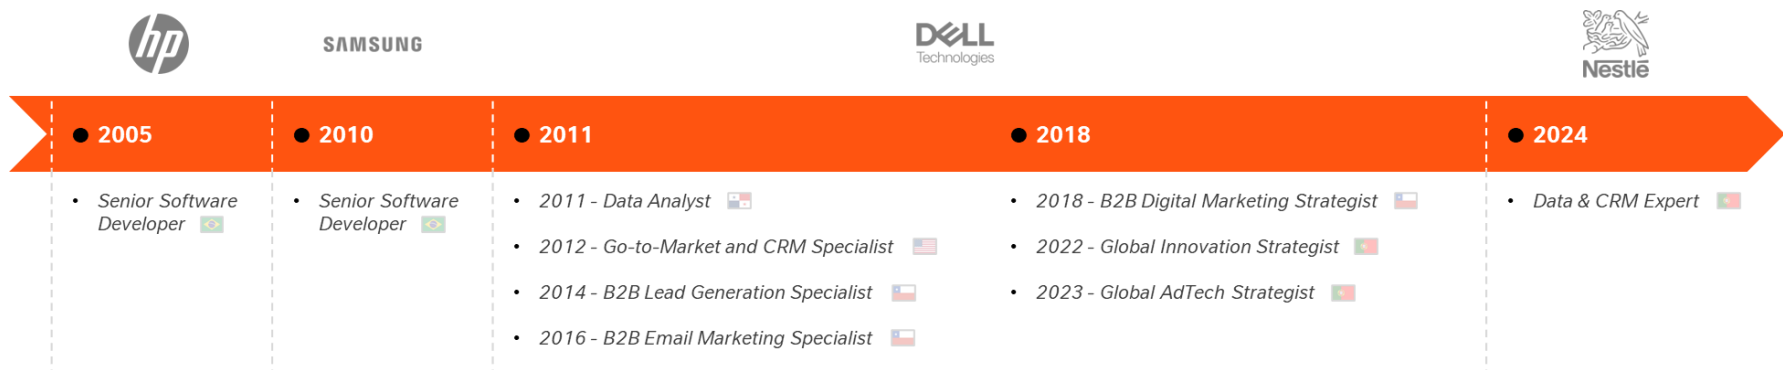 hp
SAMSUNG
DELL
Technologies
Nestlé
2005
2010
2011
2018
2024
• Senior Software
Developer
• Senior Software
Developer
• 2011 - Data Analyst
• 2012 - Go-to-Market and CRM Specialist
• 2014 - B2B Lead Generation Specialist
• 2016 - B2B Email Marketing Specialist
• 2018 - B2B Digital Marketing Strategist
• 2022 - Global Innovation Strategist
• 2023 - Global AdTech Strategist
• Data & CRM Expert